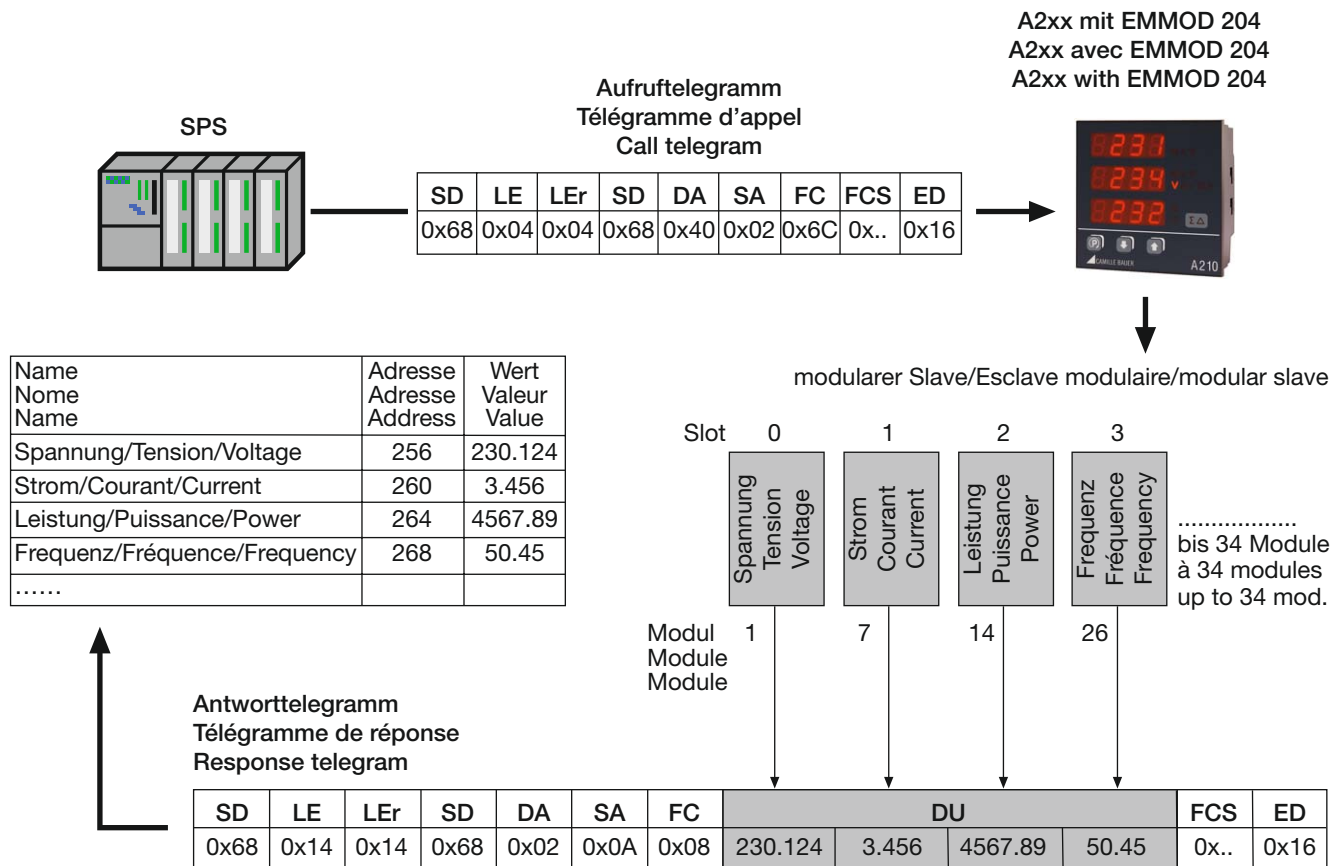 A2xx mit EMMOD 204
A2xx avec EMMOD 204
A2xx with EMMOD 204
Aufruftelegramm
Télégramme d'appel
Call telegram
SPS
SD LE LEr SD DA SA FC FCS ED
0x68 0x04 0x04 0x68 0x40 0x02 0x6C 0x.. 0x16
231
234 V
232
ΣΔ
P
CAMILLE BAUER A210
modularer Slave/Esclave modulaire/modular slave
Name Adresse Wert
Nome Adresse Valeur
Name Address Value
Spannung/Tension/Voltage 256 230.124
Strom/Courant/Current 260 3.456
Leistung/Puissance/Power 264 4567.89
Frequenz/Fréquence/Frequency 268 50.45
……
Slot 0 1 2 3
Spannung
Tension
Voltage
Strom
Courant
Current
Leistung
Puissance
Power
Frequenz
Fréquence
Frequency
..................
bis 34 Module
à 34 modules
up to 34 mod.
Modul 1 7 14 26
Module
Module
Antworttelegramm
Télégramme de réponse
Response telegram
SD LE LEr SD DA SA FC DU FCS ED
0x68 0x14 0x14 0x68 0x02 0x0A 0x08 230.124 3.456 4567.89 50.45 0x.. 0x16